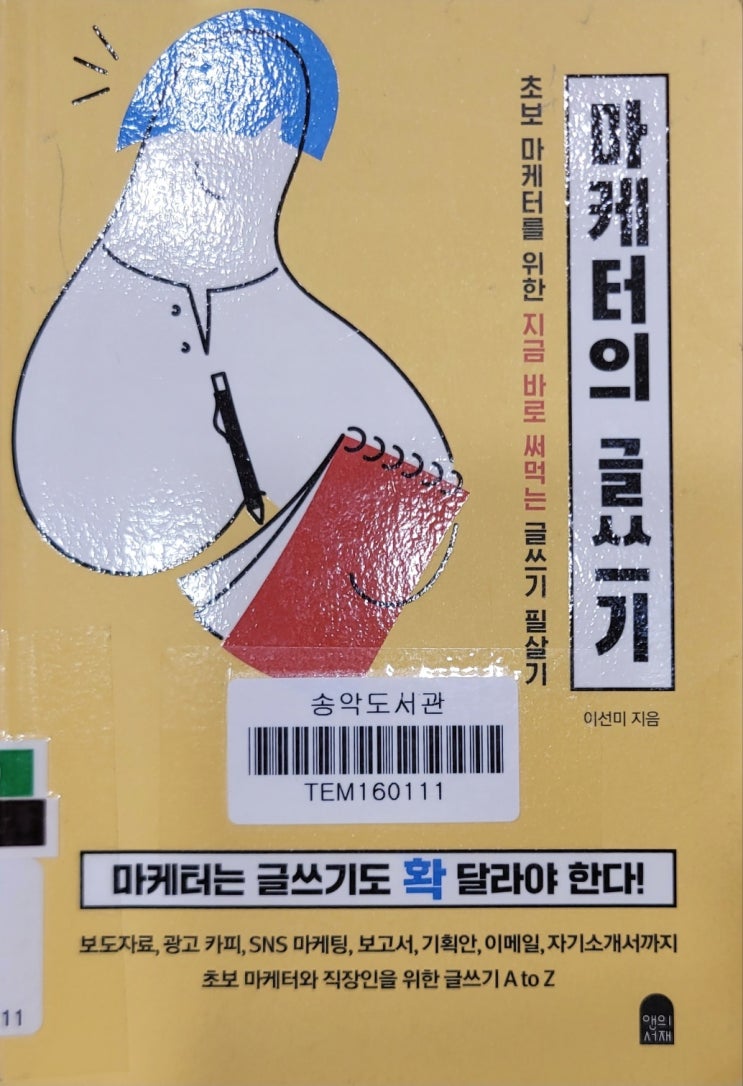 마케터의 글쓰기
초보 마케터를 위한 지금 바로 써먹는 글쓰기 필살기
이선미 지음
송악도서관
TEM160111
마케터는 글쓰기도 확 달라야 한다!
보도자료, 광고 카피, SNS 마케팅, 보고서, 기획안, 이메일, 자기소개서까지
초보 마케터와 직장인을 위한 글쓰기 A to Z
11
앤의
서재